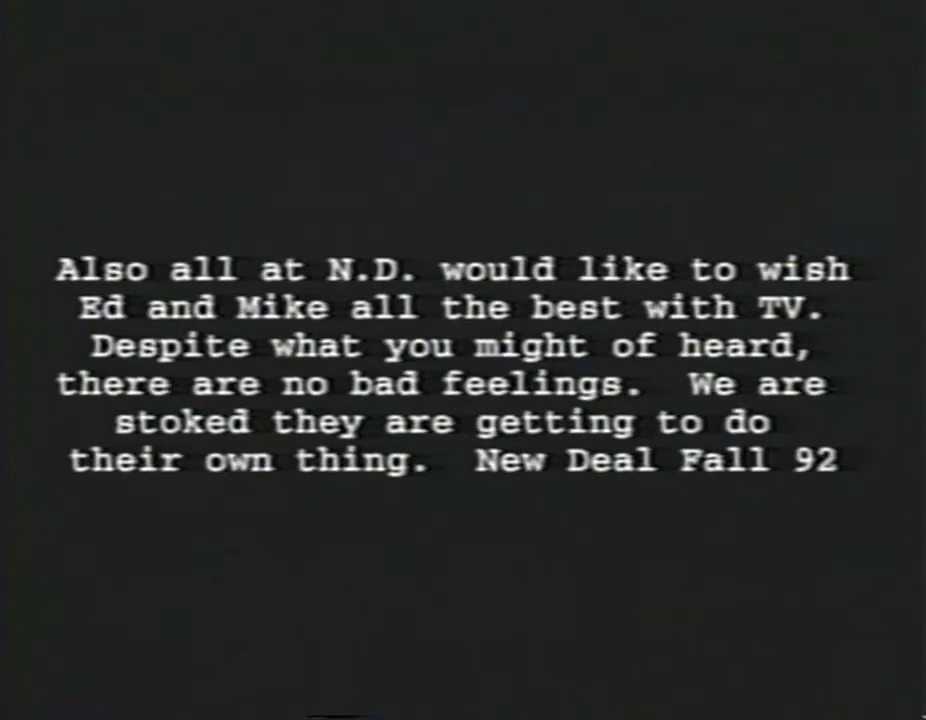 Also all at N.D. would like to wish
Ed and Mike all the best with TV.
Despite what you might of heard,
there are no bad feelings.  We are
stoked they are getting to do
their own thing.  New Deal Fall 92